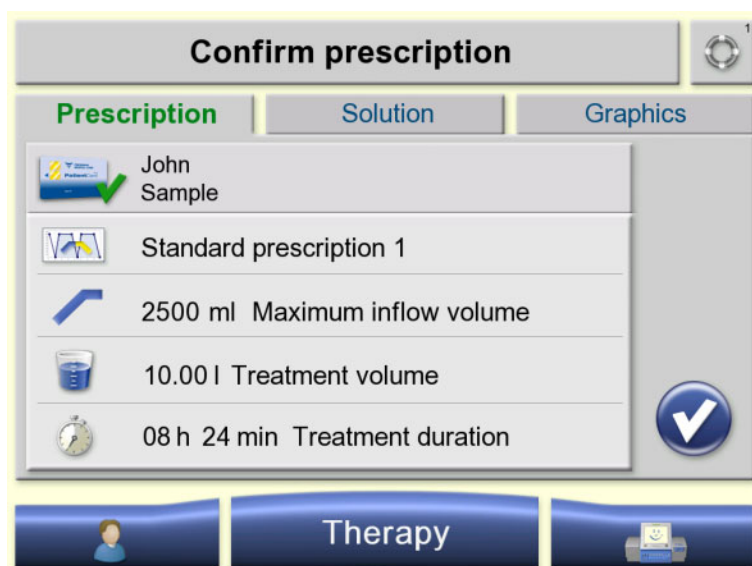 Confirm prescription
1
Prescription
Solution
Graphics
PatientCard
John
Sample
Standard prescription 1
2500 ml Maximum inflow volume
10.00 l Treatment volume
08 h 24 min Treatment duration
Therapy